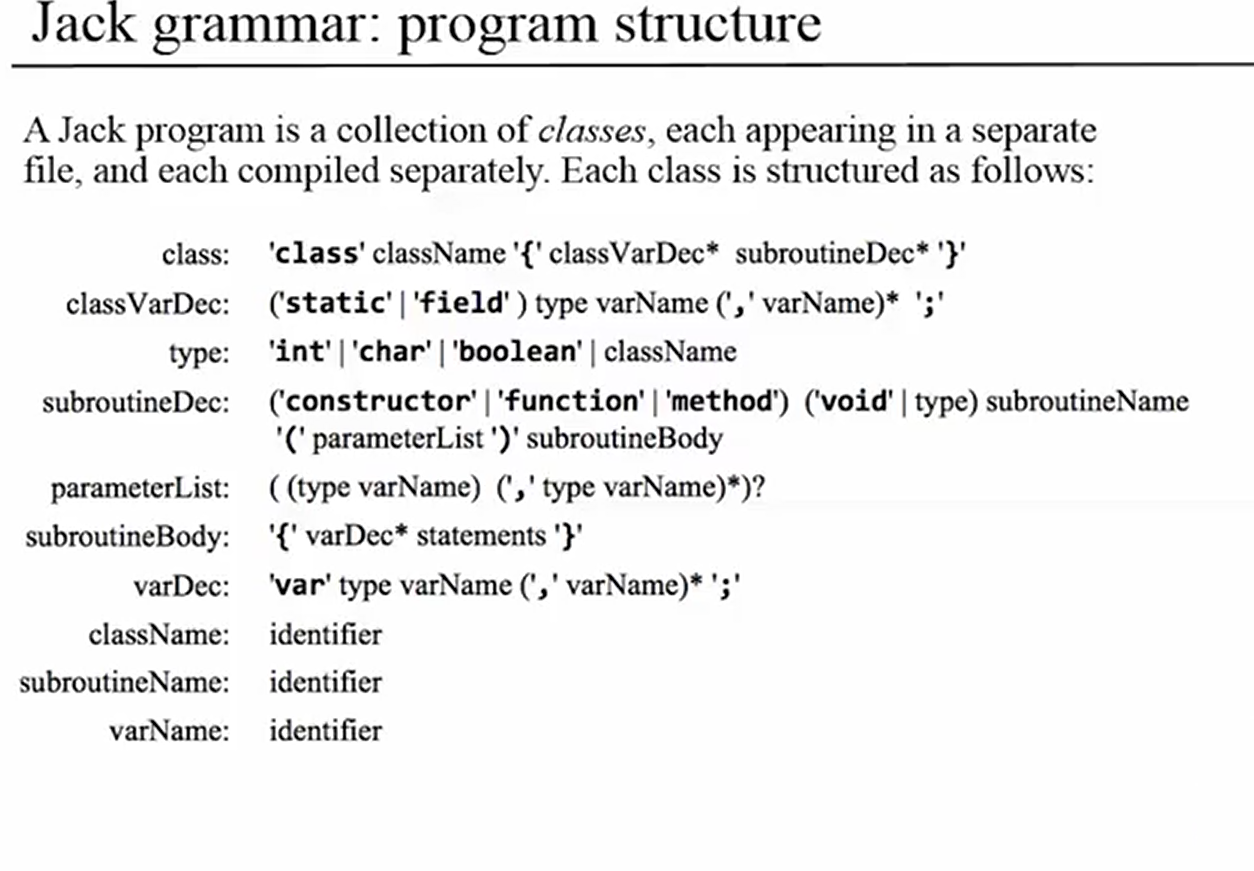 Jack grammar: program structure
A Jack program is a collection of classes, each appearing in a separate
file, and each compiled separately. Each class is structured as follows:
class: 'class' className '{' classVarDec* subroutineDec* '}'
classVarDec: ('static' | 'field' ) type varName (',' varName)* ';'
type: 'int' | 'char' | 'boolean' | className
subroutineDec: ('constructor' | 'function' | 'method') ('void' | type) subroutineName
'(' parameterList ')' subroutineBody
parameterList: ( (type varName) (',' type varName)*)?
subroutineBody: '{' varDec* statements '}'
varDec: 'var' type varName (',' varName)* ';'
className: identifier
subroutineName: identifier
varName: identifier